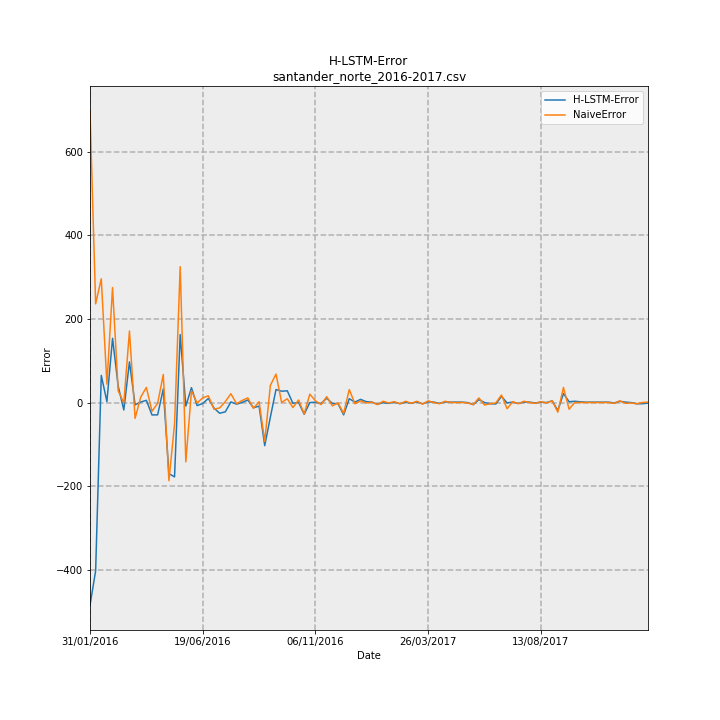 H-LSTM-Error
santander_norte_2016-2017.csv
H-LSTM-Error
NaiveError
600
400
200
0
−200
−400
Error
31/01/2016
19/06/2016
06/11/2016
26/03/2017
13/08/2017
Date